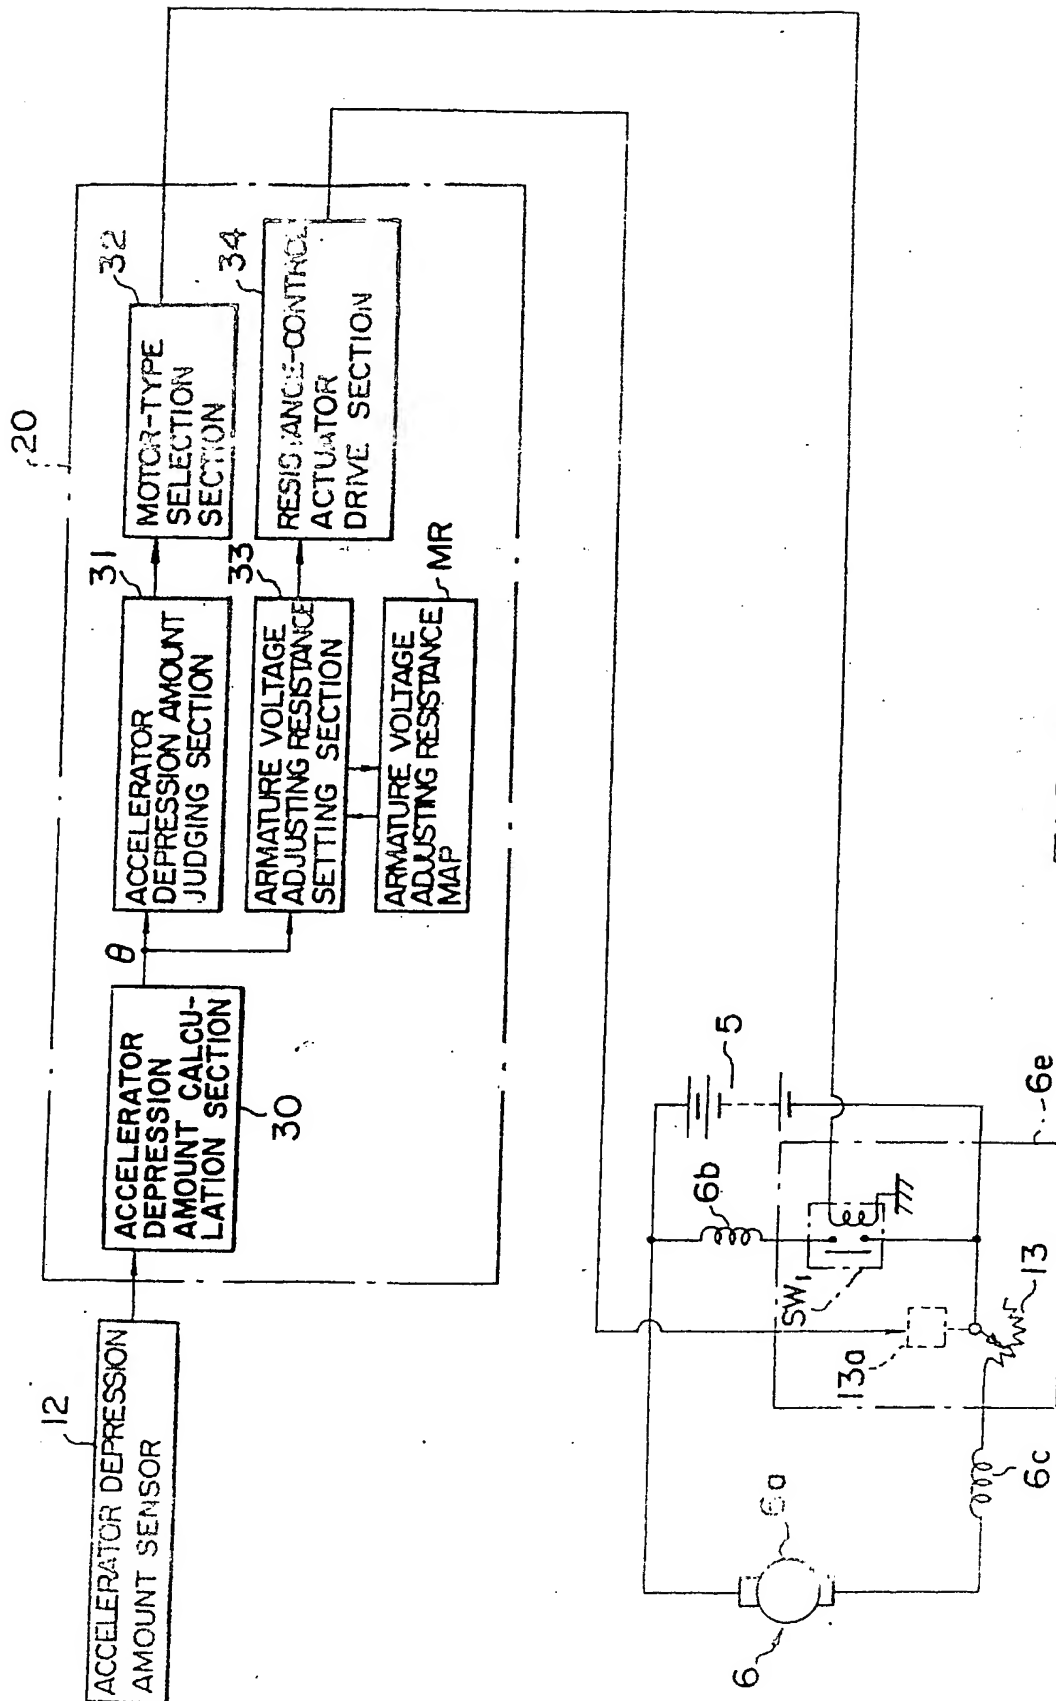 12
ACCELERATOR DEPRESSION
AMOUNT SENSOR
20
ACCELERATOR
DEPRESSION
AMOUNT CALCU-
LATION SECTION
30
θ
31
ACCELERATOR
DEPRESSION AMOUNT
JUDGING SECTION
32
MOTOR-TYPE
SELECTION
SECTION
33
ARMATURE VOLTAGE
ADJUSTING RESISTANCE
SETTING SECTION
34
RESISTANCE-CONTROL
ACTUATOR
DRIVE SECTION
MR
ARMATURE VOLTAGE
ADJUSTING RESISTANCE
MAP
6
6a
6b
5
SW1
13a
13
6c
6e